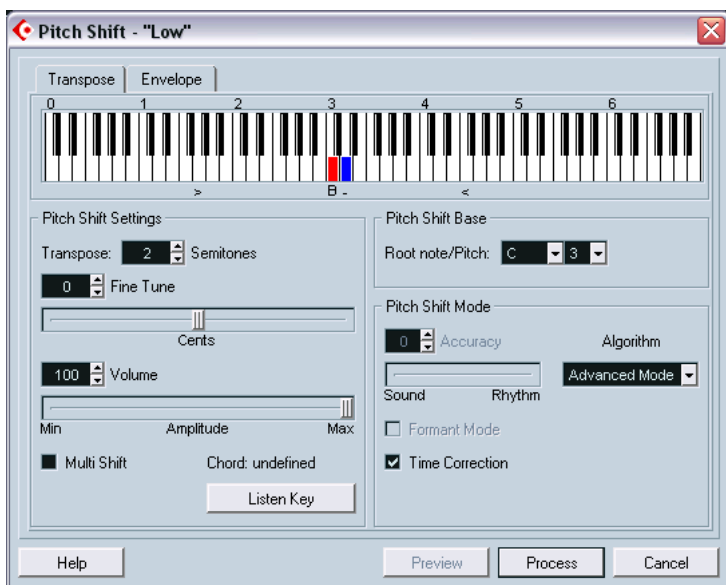 Pitch Shift - "Low"
Transpose Envelope
0 1 2 3 4 5 6
> B - <
Pitch Shift Settings
Transpose: 2 Semitones
0 Fine Tune
Cents
100 Volume
Min Amplitude Max
Multi Shift Chord: undefined
Listen Key
Pitch Shift Base
Root note/Pitch: C 3
Pitch Shift Mode
0 Accuracy Algorithm
Advanced Mode
Sound Rhythm
Formant Mode
Time Correction
Help Preview Process Cancel